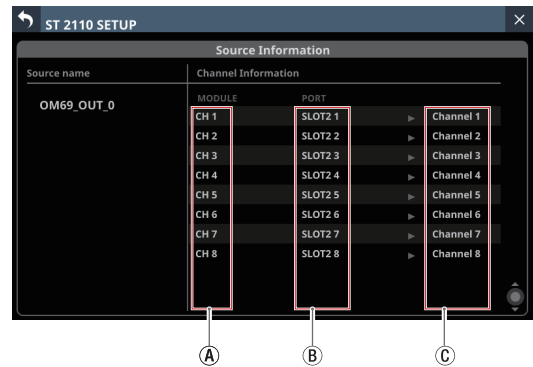 ST 2110 SETUP
Source Information
Source name Channel Information
OM69_OUT_0
MODULE PORT
CH 1 SLOT2 1 ▶ Channel 1
CH 2 SLOT2 2 ▶ Channel 2
CH 3 SLOT2 3 ▶ Channel 3
CH 4 SLOT2 4 ▶ Channel 4
CH 5 SLOT2 5 ▶ Channel 5
CH 6 SLOT2 6 ▶ Channel 6
CH 7 SLOT2 7 ▶ Channel 7
CH 8 SLOT2 8 ▶ Channel 8
Ⓐ Ⓑ Ⓒ